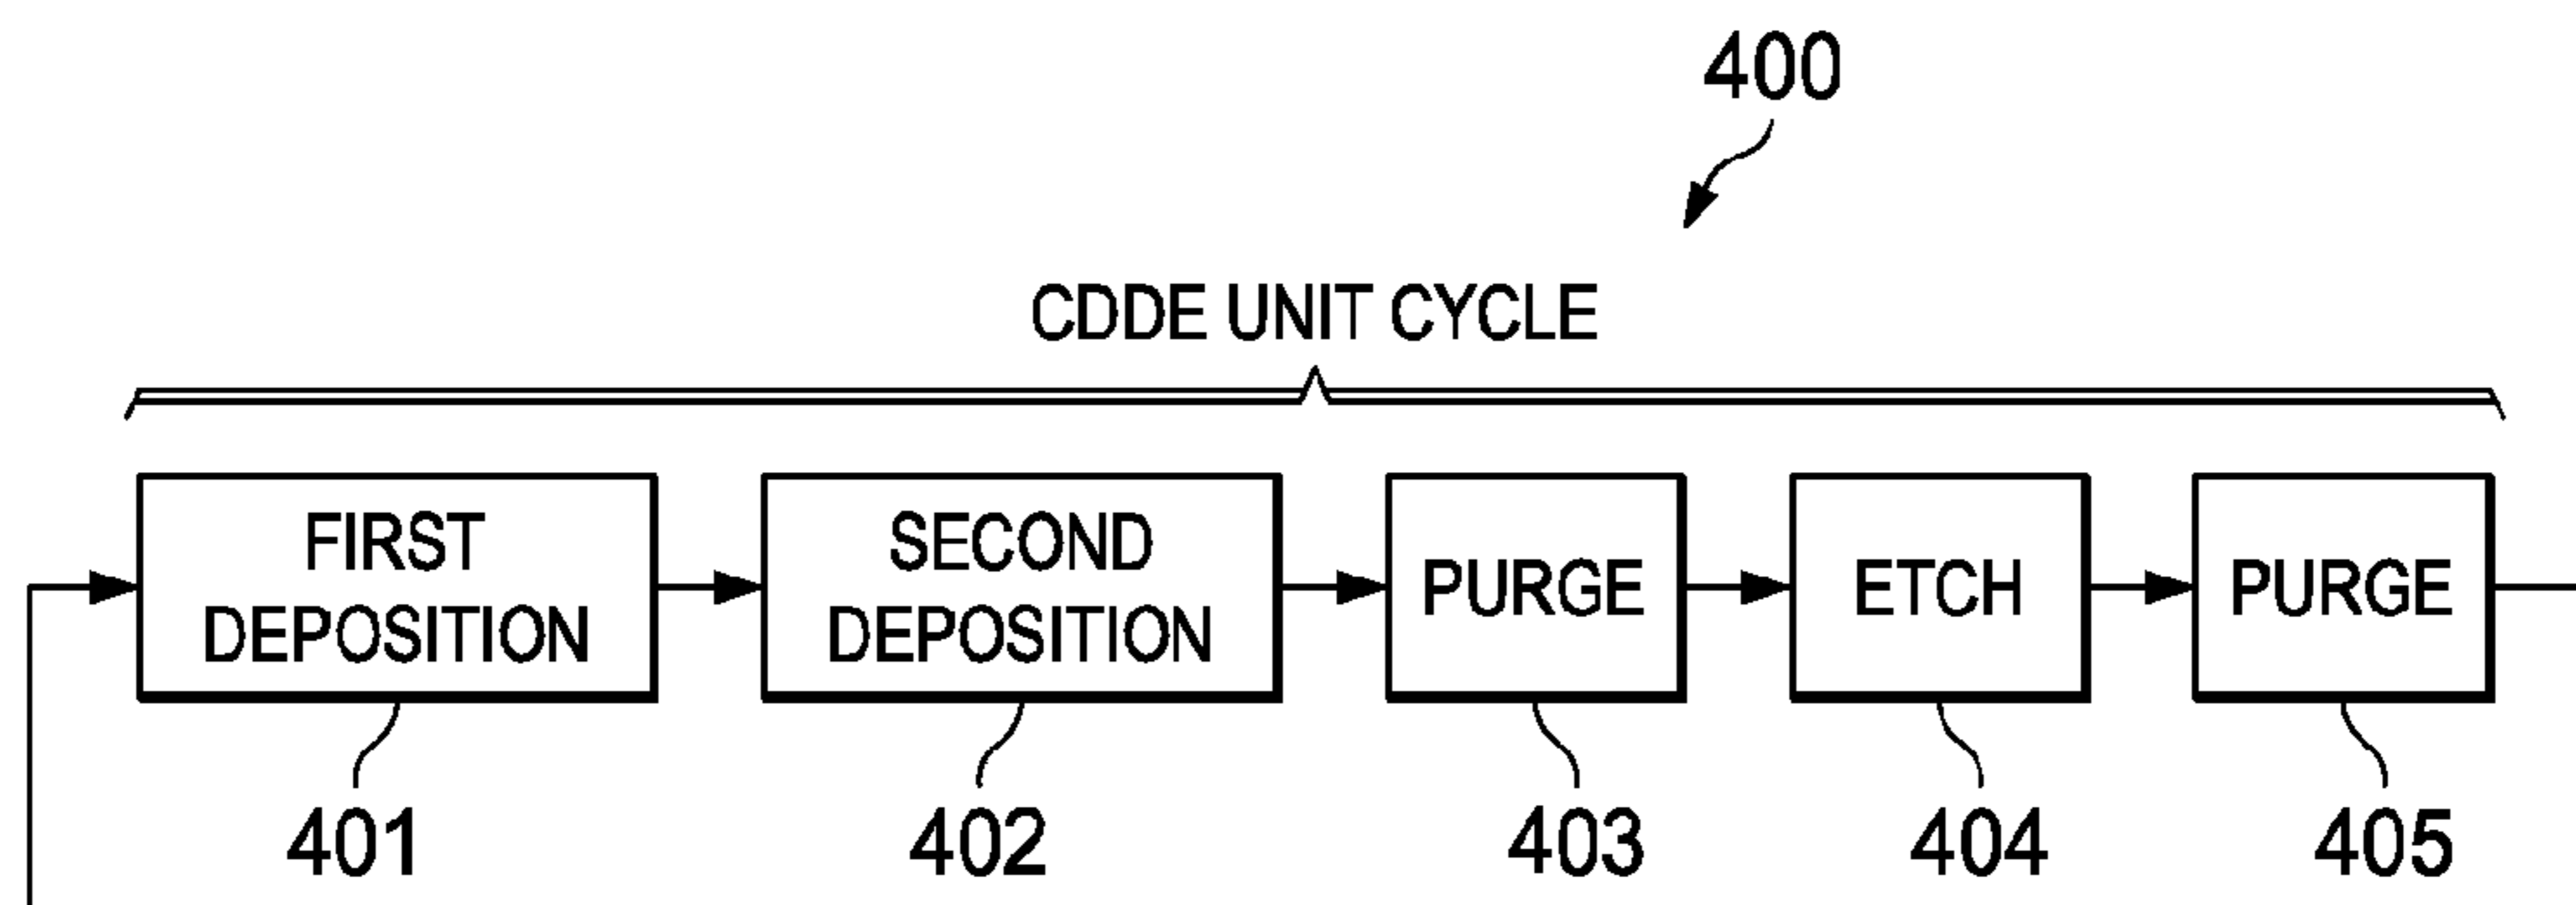 400
CDDE UNIT CYCLE
FIRST
DEPOSITION
SECOND
DEPOSITION
PURGE
ETCH
PURGE
401
402
403
404
405